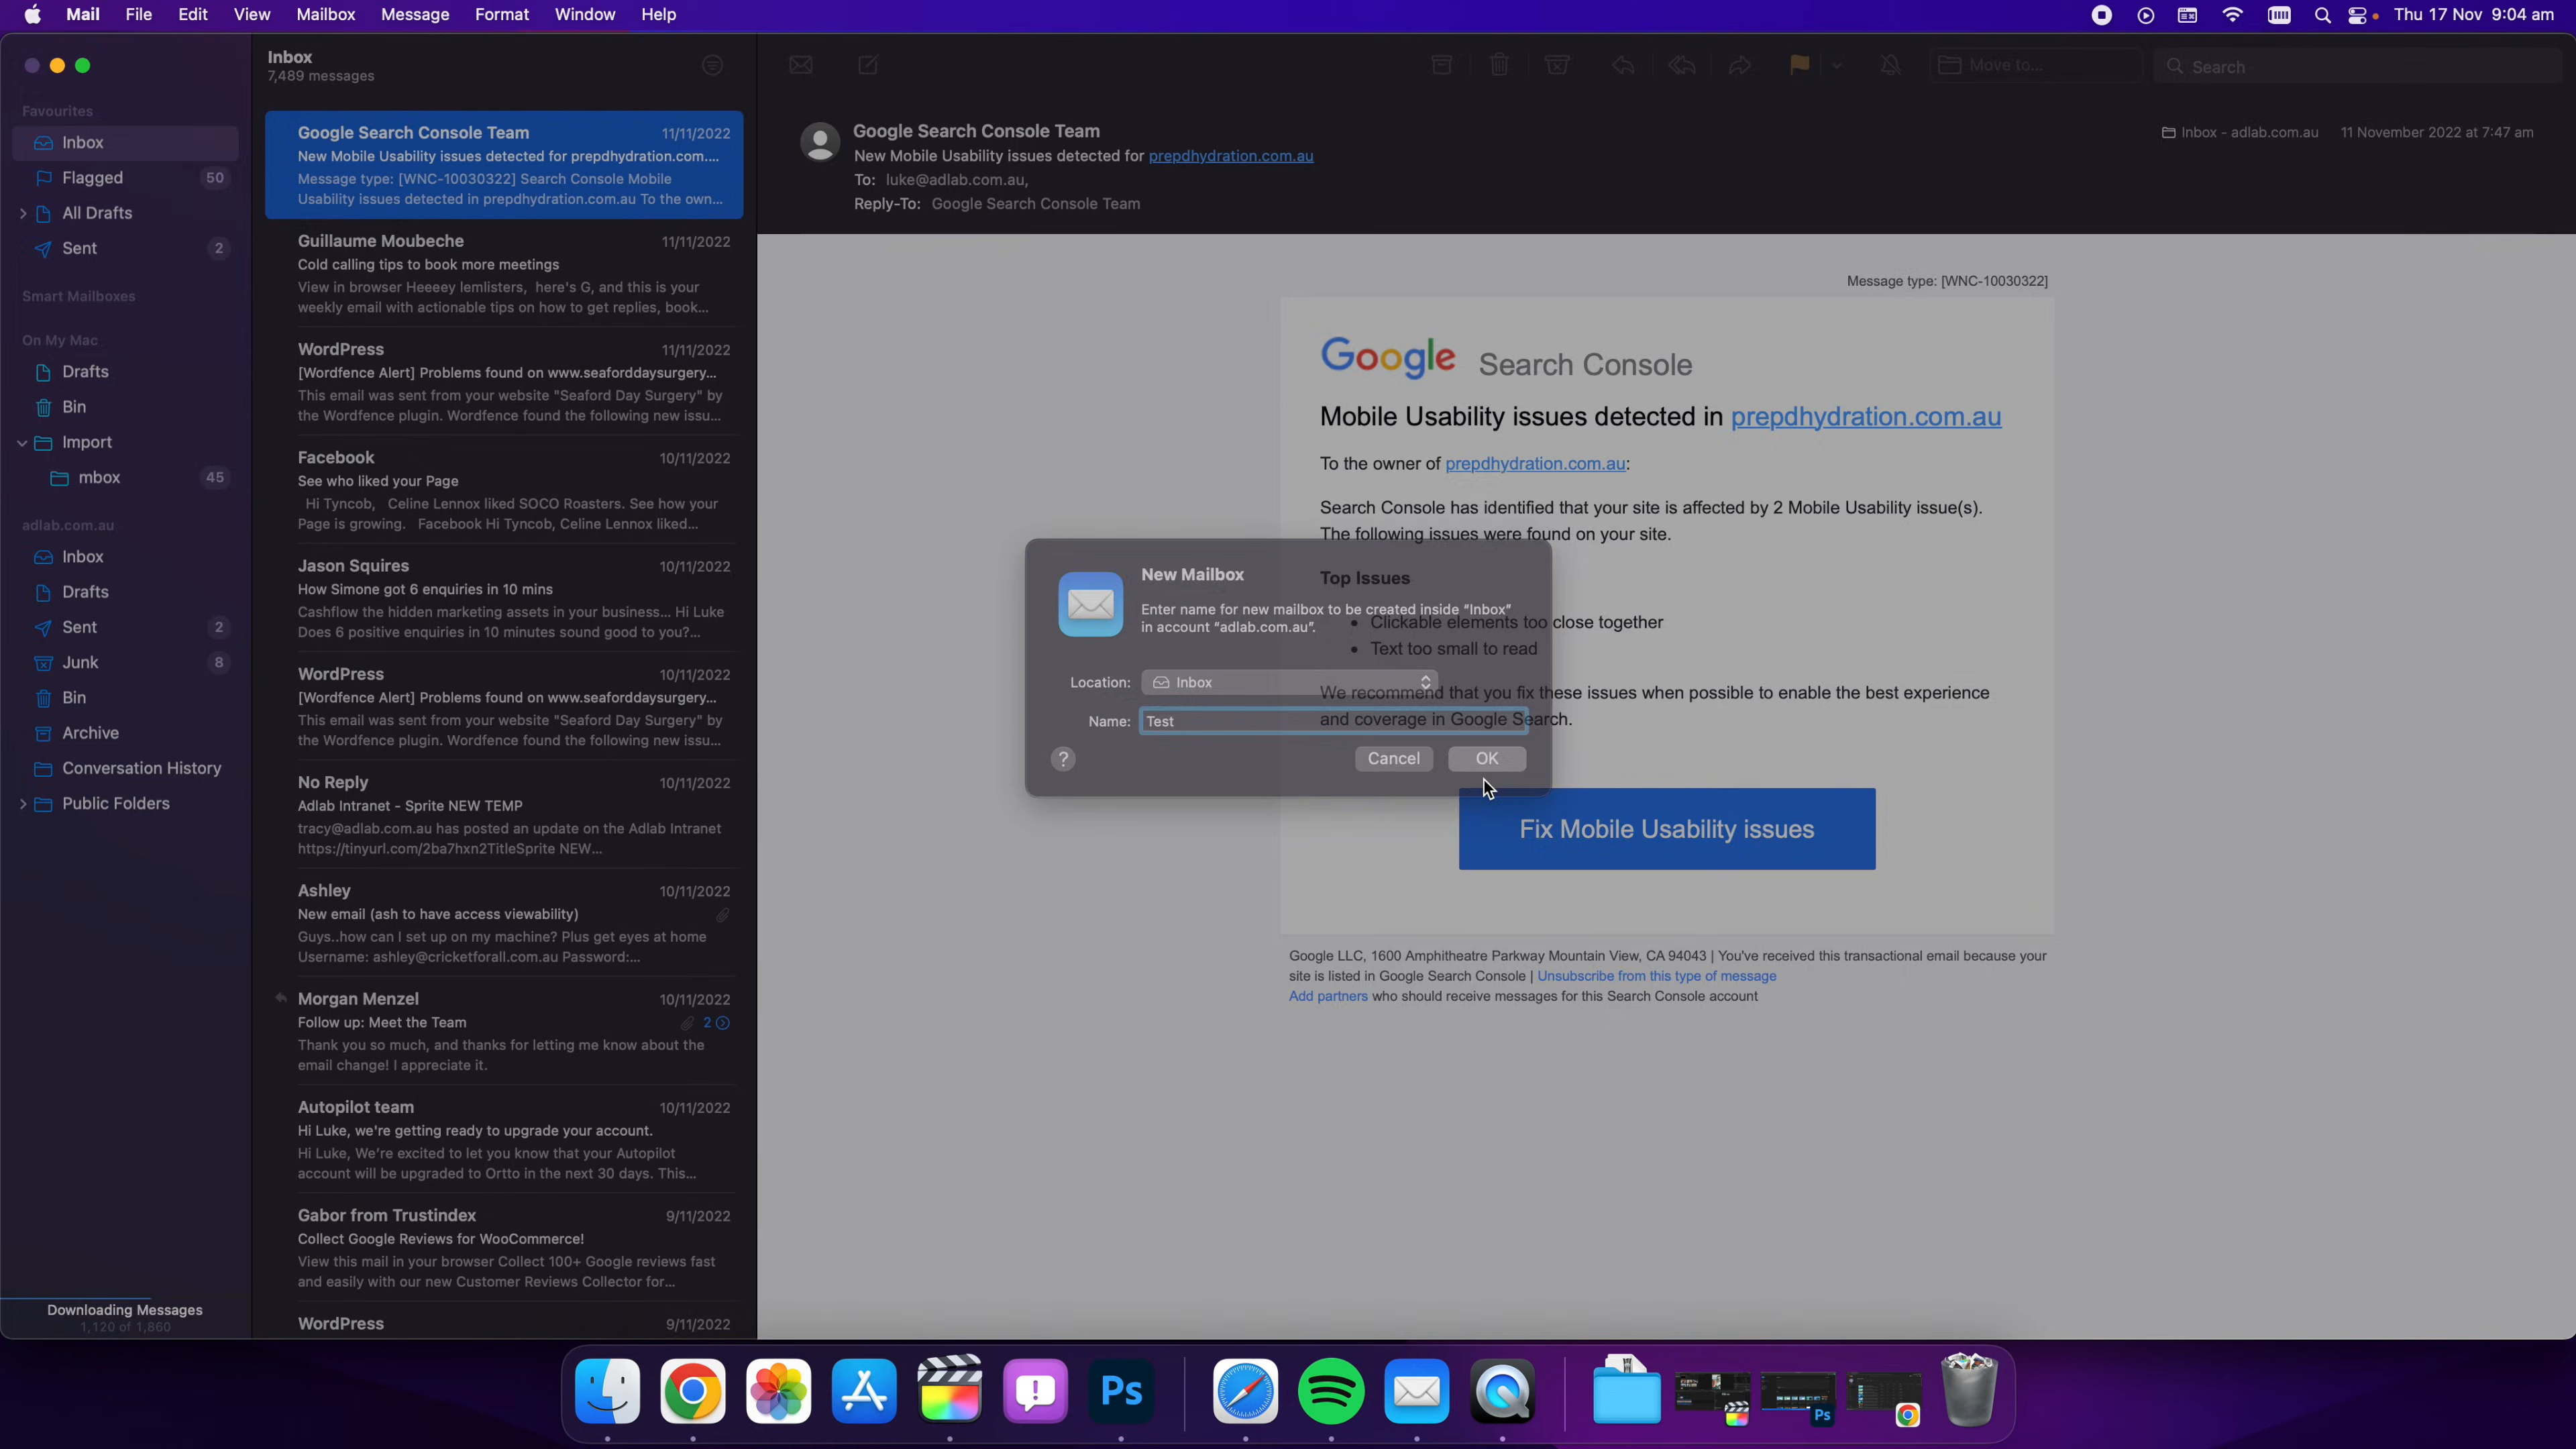 Mail File Edit View Mailbox Message Format Window Help
Thu 17 Nov 9:04 am
Inbox
7,489 messages
Move to...
Search
Favourites
Inbox
Flagged 50
All Drafts
Sent 2
Smart Mailboxes
On My Mac
Drafts
Bin
Import
mbox 45
adlab.com.au
Inbox
Drafts
Sent 2
Junk 8
Bin
Archive
Conversation History
Public Folders
Downloading Messages
1,120 of 1,860
Google Search Console Team 11/11/2022
New Mobile Usability issues detected for prepdhydration.com....
Message type: [WNC-10030322] Search Console Mobile
Usability issues detected in prepdhydration.com.au To the own...
Guillaume Moubeche 11/11/2022
Cold calling tips to book more meetings
View in browser Heeeey lemlisters, here's G, and this is your
weekly email with actionable tips on how to get replies, book...
WordPress 11/11/2022
[Wordfence Alert] Problems found on www.seaforddaysurgery...
This email was sent from your website "Seaford Day Surgery" by
the Wordfence plugin. Wordfence found the following new issu...
Facebook 10/11/2022
See who liked your Page
Hi Tyncob, Celine Lennox liked SOCO Roasters. See how your
Page is growing. Facebook Hi Tyncob, Celine Lennox liked...
Jason Squires 10/11/2022
How Simone got 6 enquiries in 10 mins
Cashflow the hidden marketing assets in your business... Hi Luke
Does 6 positive enquiries in 10 minutes sound good to you?...
WordPress 10/11/2022
[Wordfence Alert] Problems found on www.seaforddaysurgery...
This email was sent from your website "Seaford Day Surgery" by
the Wordfence plugin. Wordfence found the following new issu...
No Reply 10/11/2022
Adlab Intranet - Sprite NEW TEMP
tracy@adlab.com.au has posted an update on the Adlab Intranet
https://tinyurl.com/2ba7hxn2TitleSprite NEW...
Ashley 10/11/2022
New email (ash to have access viewability)
Guys..how can I set up on my machine? Plus get eyes at home
Username: ashley@cricketforall.com.au Password:...
Morgan Menzel 10/11/2022
Follow up: Meet the Team 2
Thank you so much, and thanks for letting me know about the
email change! I appreciate it.
Autopilot team 10/11/2022
Hi Luke, we're getting ready to upgrade your account.
Hi Luke, We're excited to let you know that your Autopilot
account will be upgraded to Ortto in the next 30 days. This...
Gabor from Trustindex 9/11/2022
Collect Google Reviews for WooCommerce!
View this mail in your browser Collect 100+ Google reviews fast
and easily with our new Customer Reviews Collector for...
WordPress 9/11/2022
Google Search Console Team
New Mobile Usability issues detected for prepdhydration.com.au
To: luke@adlab.com.au,
Reply-To: Google Search Console Team
Inbox - adlab.com.au 11 November 2022 at 7:47 am
Message type: [WNC-10030322]
Google Search Console
Mobile Usability issues detected in prepdhydration.com.au
To the owner of prepdhydration.com.au:
Search Console has identified that your site is affected by 2 Mobile Usability issue(s).
The following issues were found on your site.
Top Issues
Clickable elements too close together
Text too small to read
We recommend that you fix these issues when possible to enable the best experience
and coverage in Google Search.
Fix Mobile Usability issues
New Mailbox
Enter name for new mailbox to be created inside "Inbox"
in account "adlab.com.au".
Location: Inbox
Name: Test
? Cancel OK
Google LLC, 1600 Amphitheatre Parkway Mountain View, CA 94043 | You've received this transactional email because your
site is listed in Google Search Console | Unsubscribe from this type of message
Add partners who should receive messages for this Search Console account
Ps
Ps